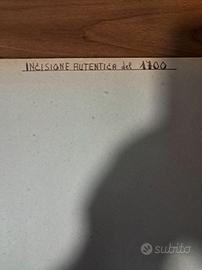 INCISIONE AUTENTICA del 1700
subito